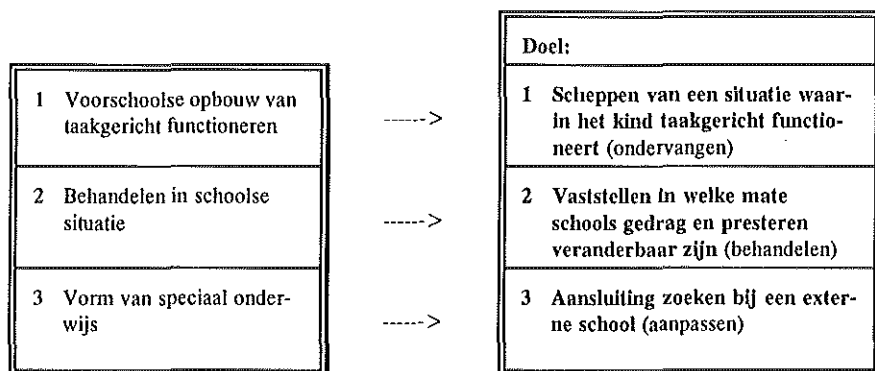 Doel:
1 Voorschoolse opbouw van
taakgericht functioneren
----->
1 Scheppen van een situatie waar-
in het kind taakgericht functio-
neert (ondervangen)
2 Behandelen in schoolse
situatie
----->
2 Vaststellen in welke mate
schools gedrag en presteren
veranderbaar zijn (behandelen)
3 Vorm van speciaal onder-
wijs
----->
3 Aansluiting zoeken bij een exter-
ne school (aanpassen)